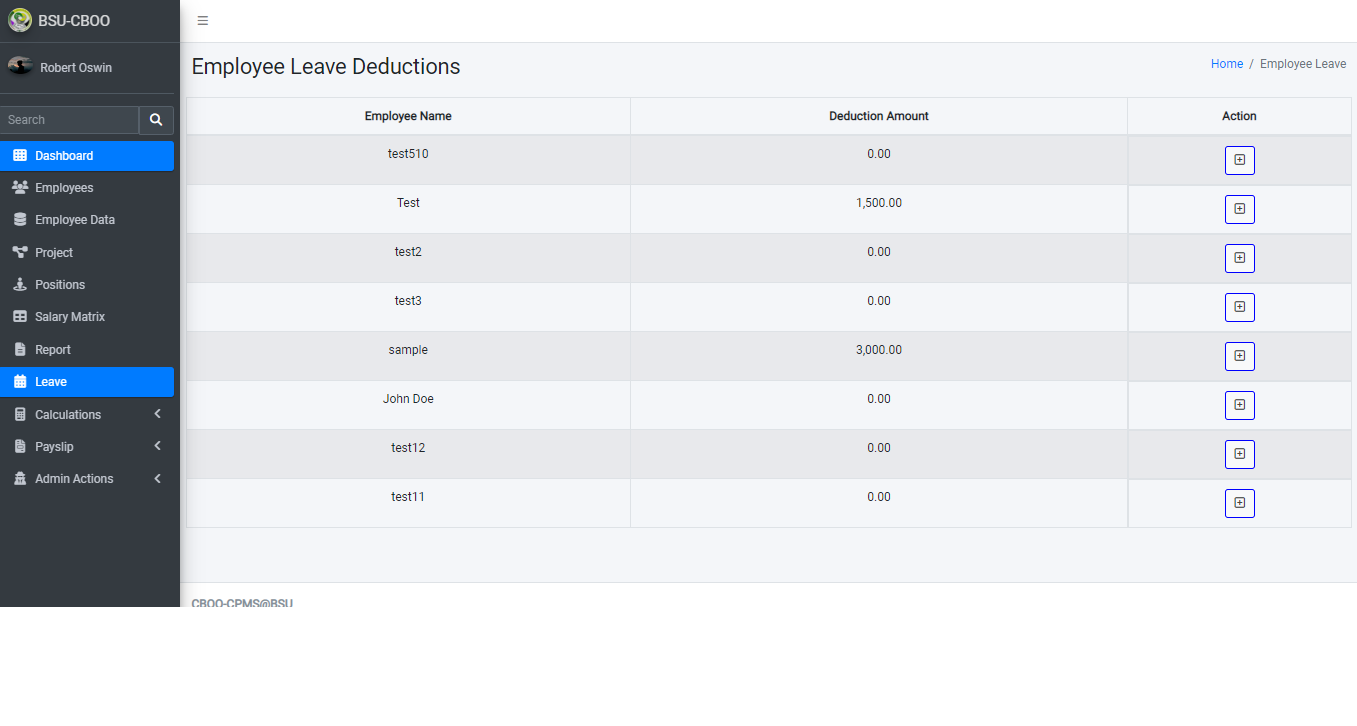 BSU-CBOO
Robert Oswin
Search
Dashboard
Employees
Employee Data
Project
Positions
Salary Matrix
Report
Leave
Calculations
Payslip
Admin Actions
Employee Leave Deductions
Home / Employee Leave
Employee Name Deduction Amount Action
test510 0.00
Test 1,500.00
test2 0.00
test3 0.00
sample 3,000.00
John Doe 0.00
test12 0.00
test11 0.00
CBOO-CPMS@BSU